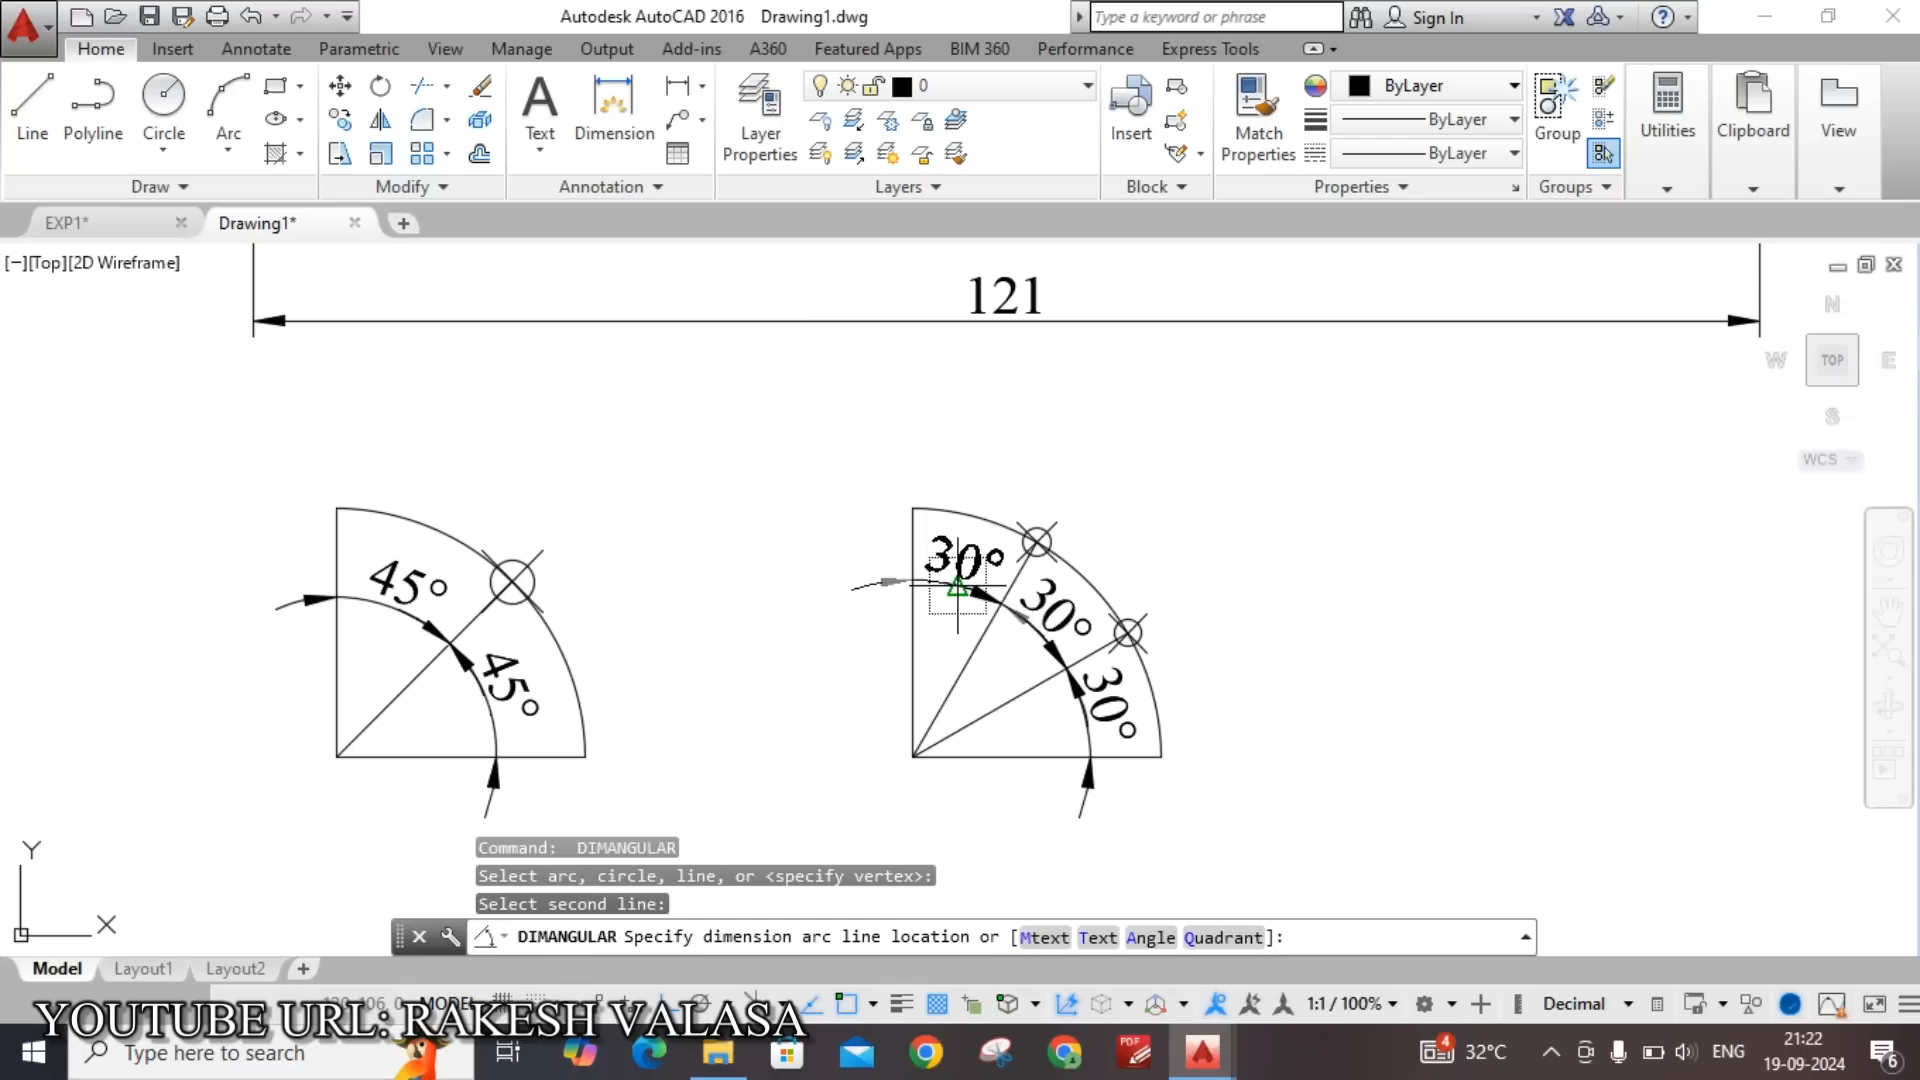 Autodesk AutoCAD 2016 Drawing1.dwg
Type a keyword or phrase
Sign In
Home Insert Annotate Parametric View Manage Output Add-ins A360 Featured Apps BIM 360 Performance Express Tools
Line Polyline Circle Arc
Text Dimension
Layer Properties
0
Insert
Match Properties
ByLayer
ByLayer
ByLayer
Group
Utilities
Clipboard
View
Draw Modify Annotation Layers Block Properties Groups
EXP1* Drawing1*
[−][Top][2D Wireframe]
121
N
W TOP E
S
WCS
45°
45°
30°
30°
30°
Y
X
Command: DIMANGULAR
Select arc, circle, line, or <specify vertex>:
Select second line:
DIMANGULAR Specify dimension arc line location or [Mtext Text Angle Quadrant]:
Model Layout1 Layout2
MODEL
1:1 / 100%
Decimal
YOUTUBE URL: RAKESH VALASA
Type here to search
PDF
4
32°C
ENG
21:22
19-09-2024
6